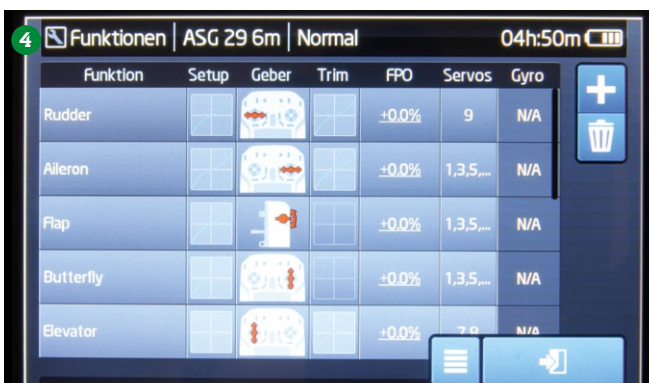 4
Funktionen | ASG 29 6m | Normal 04h:50m
Funktion Setup Geber Trim FPO Servos Gyro
Rudder ±0.0% 9 N/A
Aileron ±0.0% 1,3,5,... N/A
Flap ±0.0% 1,3,5,... N/A
Butterfly ±0.0% 1,3,5,... N/A
Elevator ±0.0% 7,8 N/A